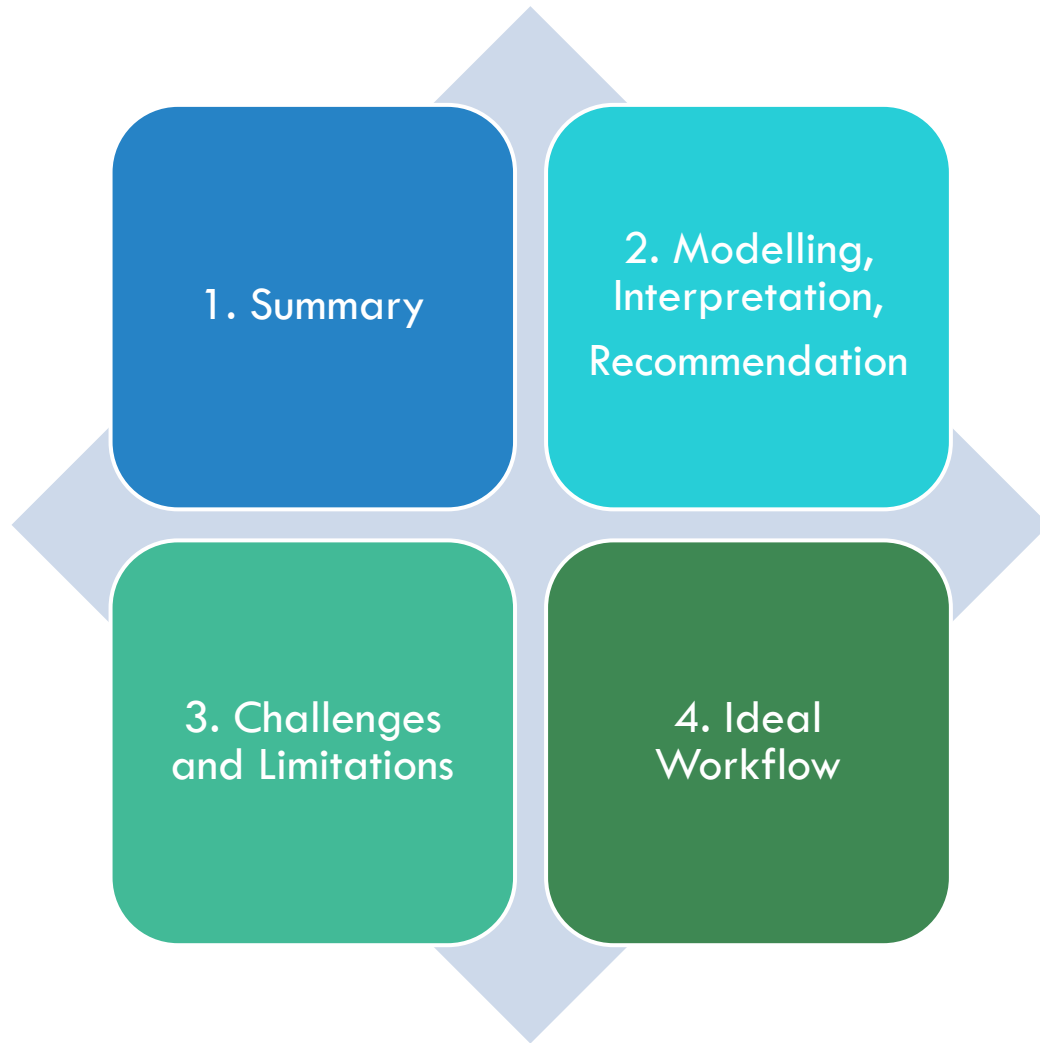 1. Summary
2. Modelling,
Interpretation,
Recommendation
3. Challenges
and Limitations
4. Ideal
Workflow